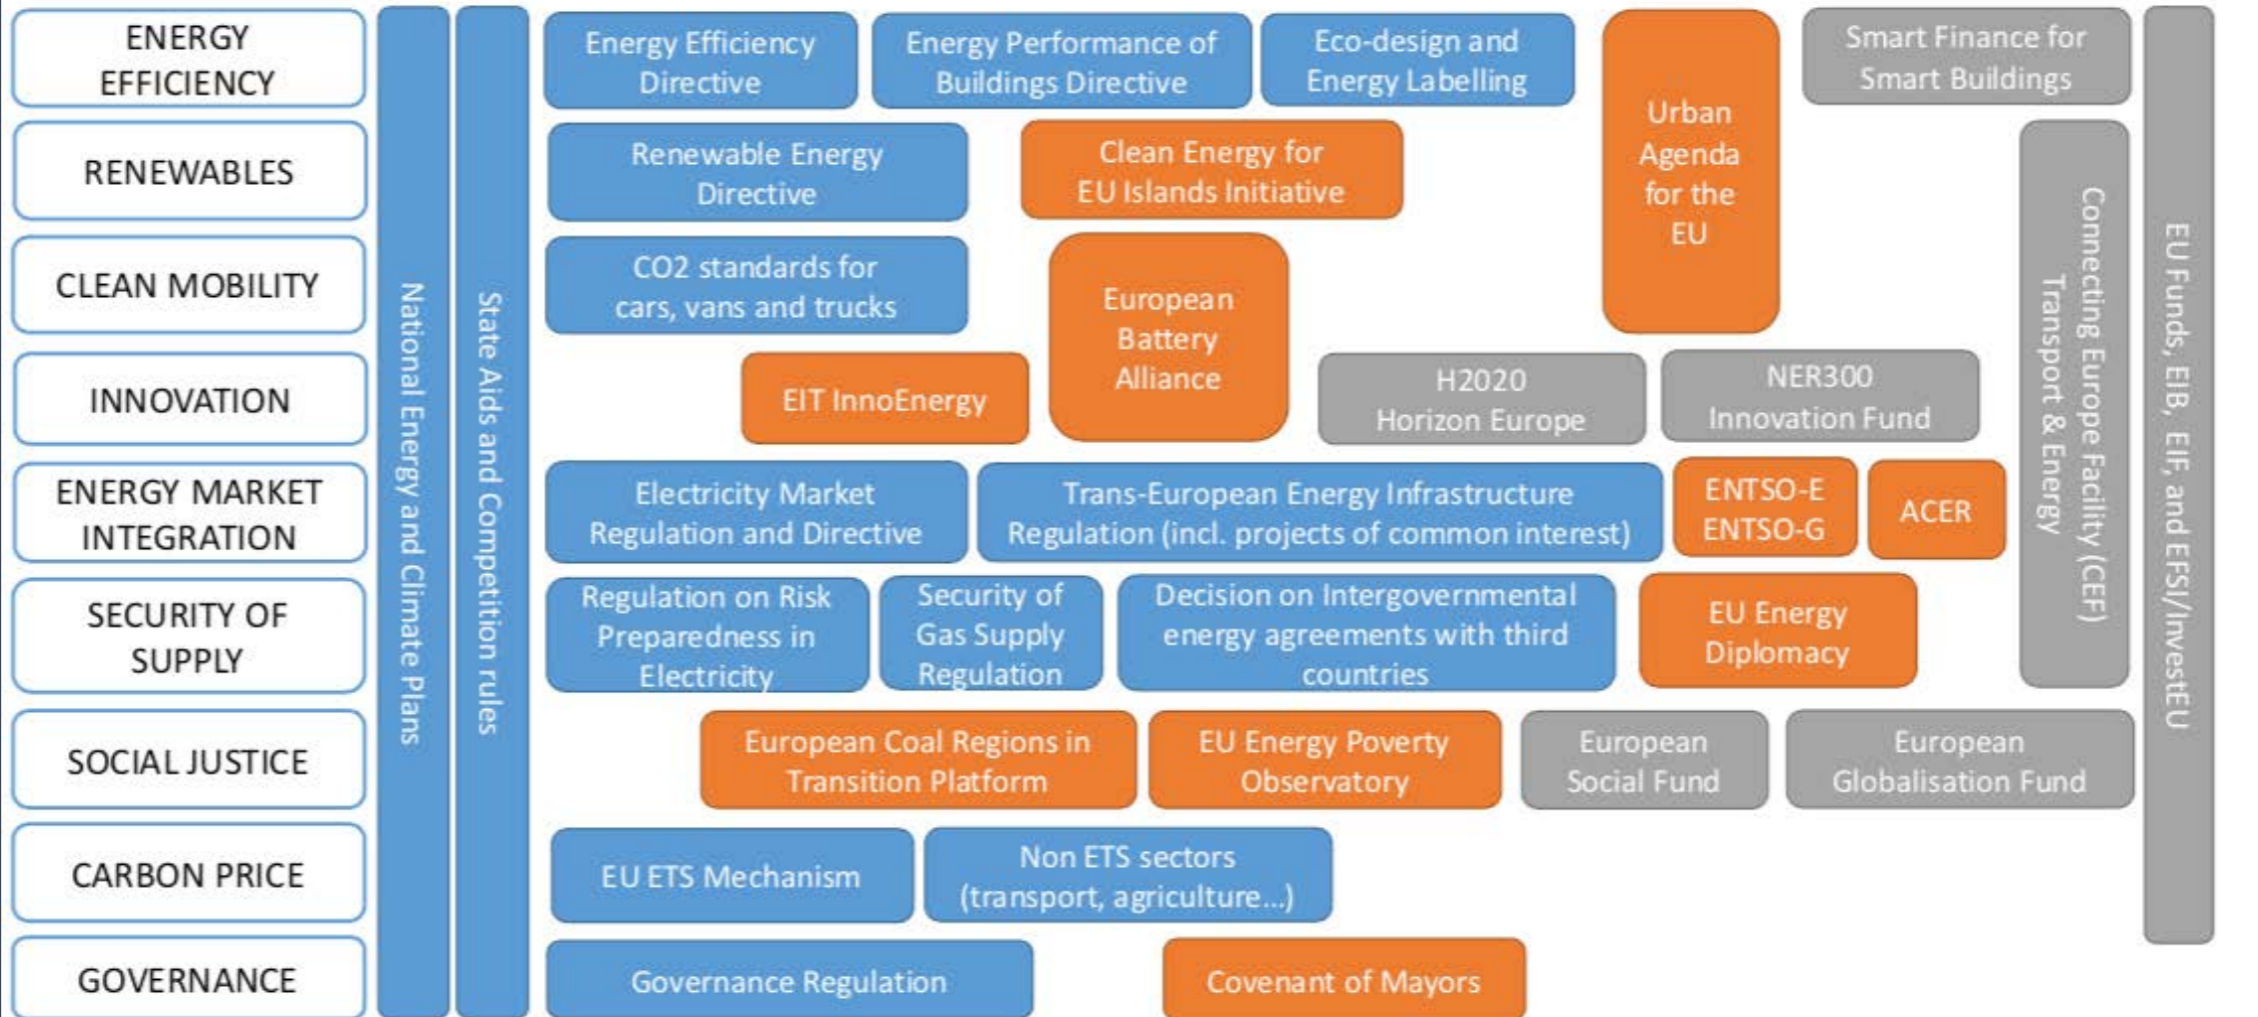 ENERGY
EFFICIENCY
RENEWABLES
CLEAN MOBILITY
INNOVATION
ENERGY MARKET
INTEGRATION
SECURITY OF
SUPPLY
SOCIAL JUSTICE
CARBON PRICE
GOVERNANCE
National Energy and Climate Plans
State Aids and Competition rules
Energy Efficiency
Directive
Energy Performance of
Buildings Directive
Eco-design and
Energy Labelling
Urban
Agenda
for the
EU
Smart Finance for
Smart Buildings
Renewable Energy
Directive
Clean Energy for
EU Islands Initiative
CO2 standards for
cars, vans and trucks
European
Battery
Alliance
EIT InnoEnergy
H2020
Horizon Europe
NER300
Innovation Fund
Electricity Market
Regulation and Directive
Trans-European Energy Infrastructure
Regulation (incl. projects of common interest)
ENTSO-E
ENTSO-G
ACER
Regulation on Risk
Preparedness in
Electricity
Security of
Gas Supply
Regulation
Decision on Intergovernmental
energy agreements with third
countries
EU Energy
Diplomacy
European Coal Regions in
Transition Platform
EU Energy Poverty
Observatory
European
Social Fund
European
Globalisation Fund
EU ETS Mechanism
Non ETS sectors
(transport, agriculture...)
Governance Regulation
Covenant of Mayors
Connecting Europe Facility (CEF)
Transport & Energy
EU Funds, EIB, EIF, and EFSI/InvestEU